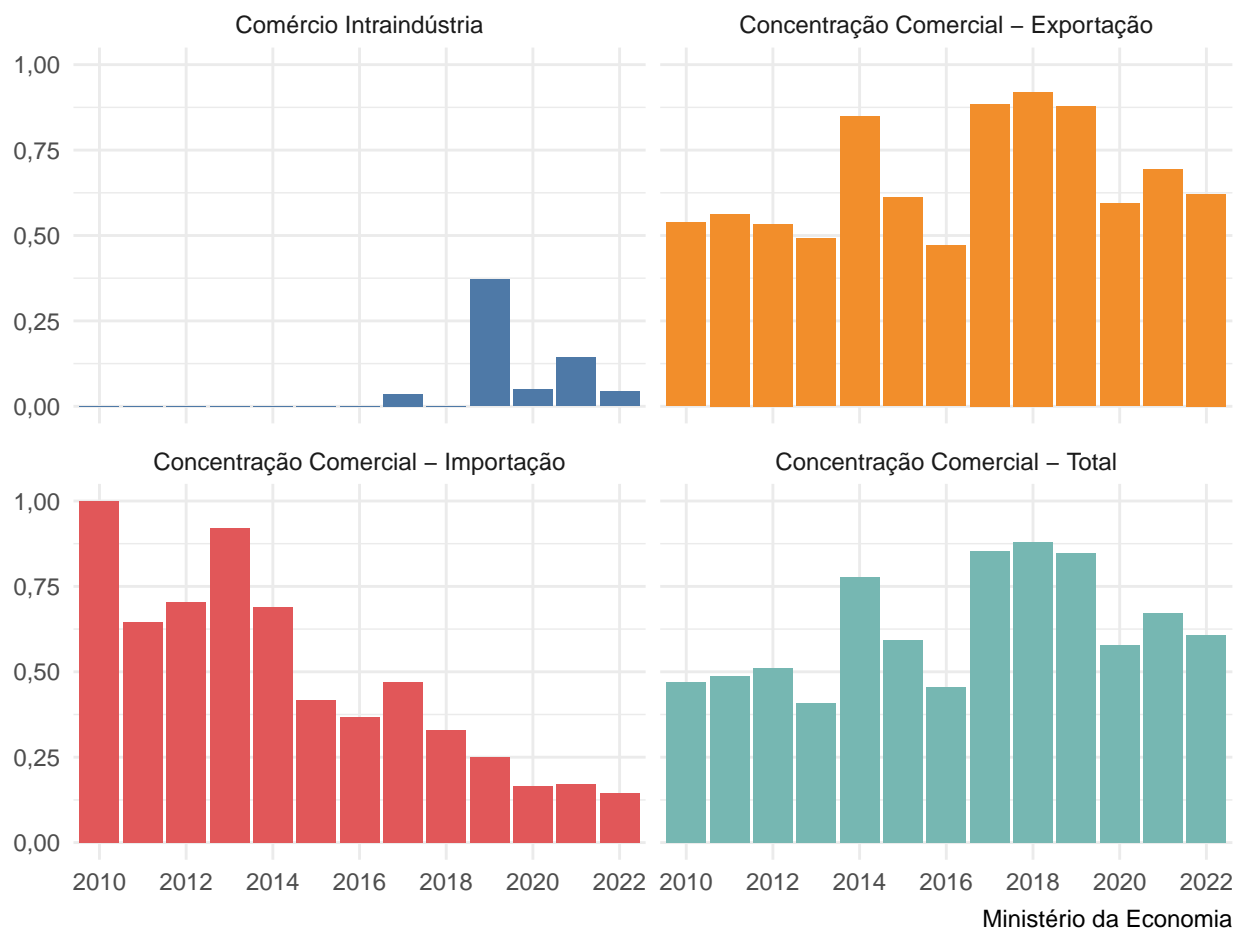 Comércio Intraindústria
Concentração Comercial – Exportação
1,00
0,75
0,50
0,25
0,00
Concentração Comercial – Importação
Concentração Comercial – Total
1,00
0,75
0,50
0,25
0,00
2010 2012 2014 2016 2018 2020 2022
2010 2012 2014 2016 2018 2020 2022
Ministério da Economia